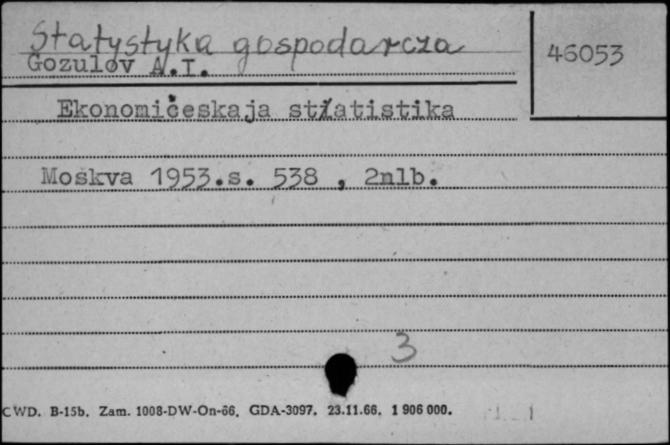 Statystyka gospodarcza
46053
Gozulov A.I.
Ekonomičeskaja statistika
Moskva 1953.s. 538 , 2nlb.
3
CWD. B-15b. Zam. 1008-DW-On-66. GDA-3097. 23.11.66. 1 906 000.